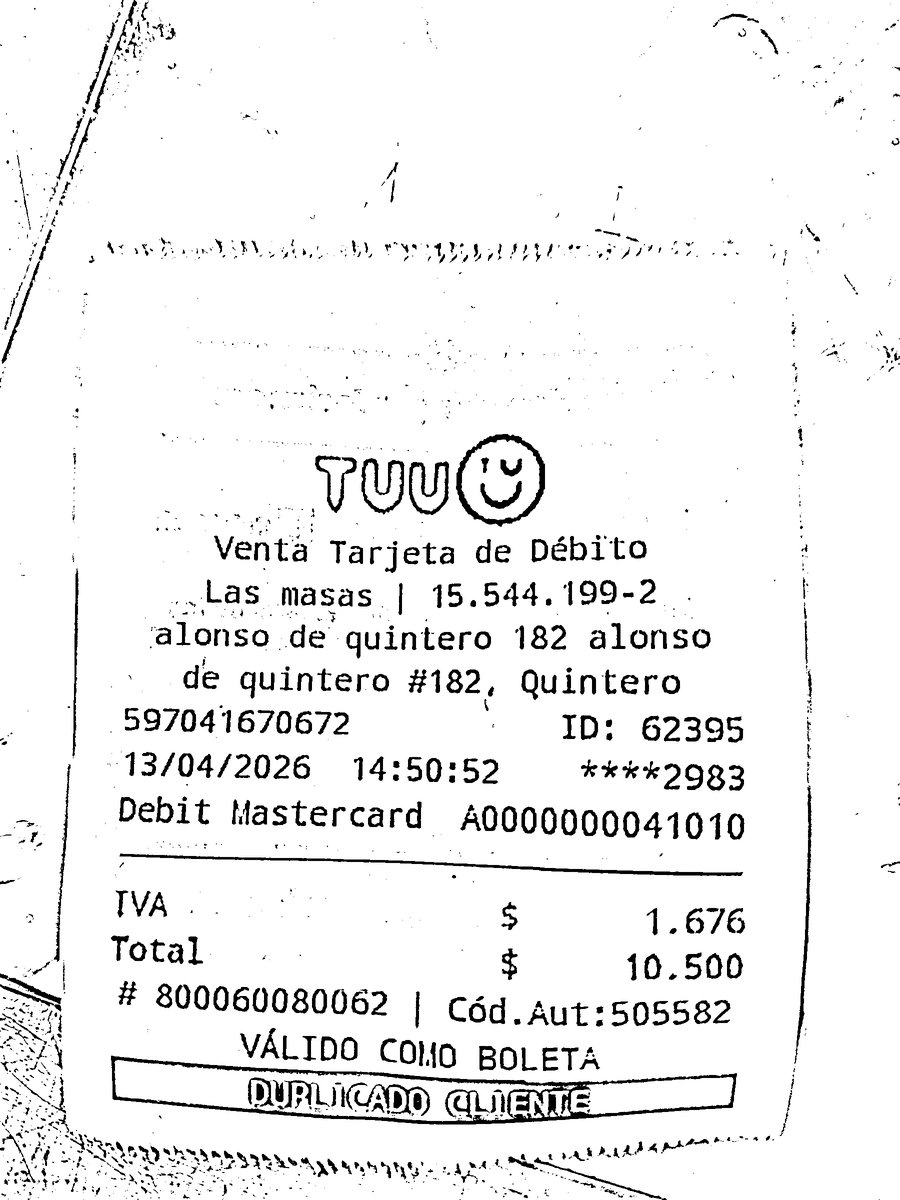 TUU
Venta Tarjeta de Débito
Las masas | 15.544.199-2
alonso de quintero 182 alonso
de quintero #182, Quintero
597041670672 ID: 62395
13/04/2026 14:50:52 ****2983
Debit Mastercard A0000000041010
IVA $ 1.676
Total $ 10.500
# 800060080062 | Cód.Aut:505582
VÁLIDO COMO BOLETA
DUPLICADO CLIENTE